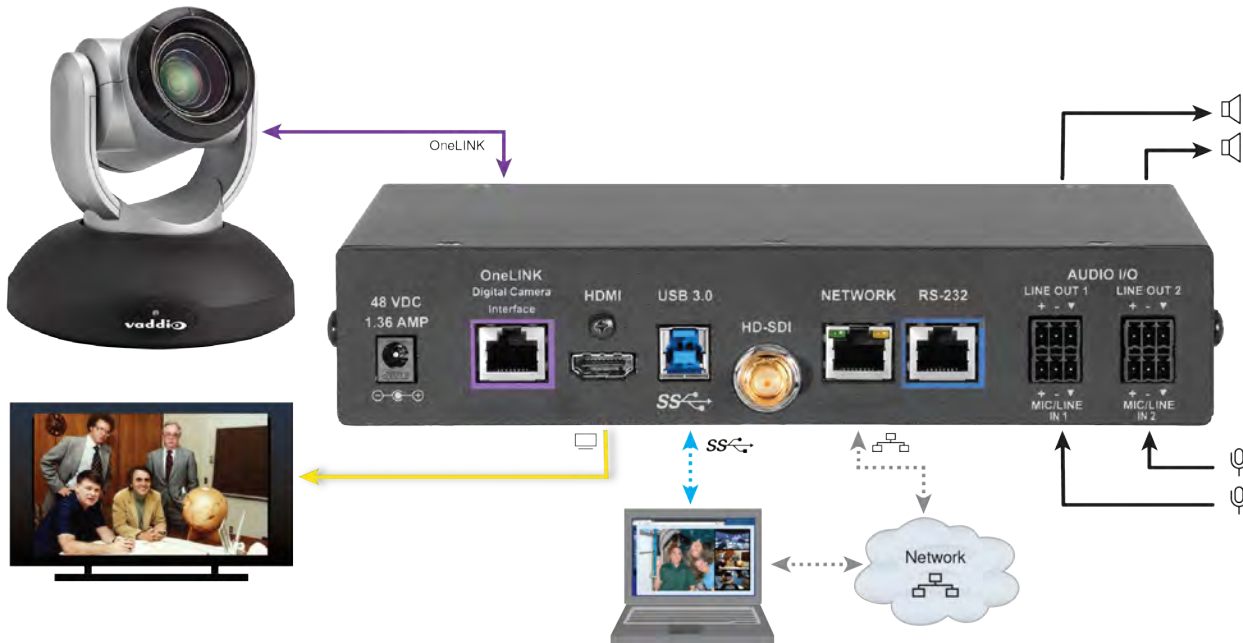 OneLINK
vaddio
48 VDC
1.36 AMP
OneLINK
Digital Camera
Interface
HDMI
USB 3.0
HD-SDI
NETWORK
RS-232
AUDIO I/O
LINE OUT 1
LINE OUT 2
+ - ▼
+ - ▼
SS
+ - ▼
+ - ▼
MIC/LINE
IN 1
MIC/LINE
IN 2
SS
Network